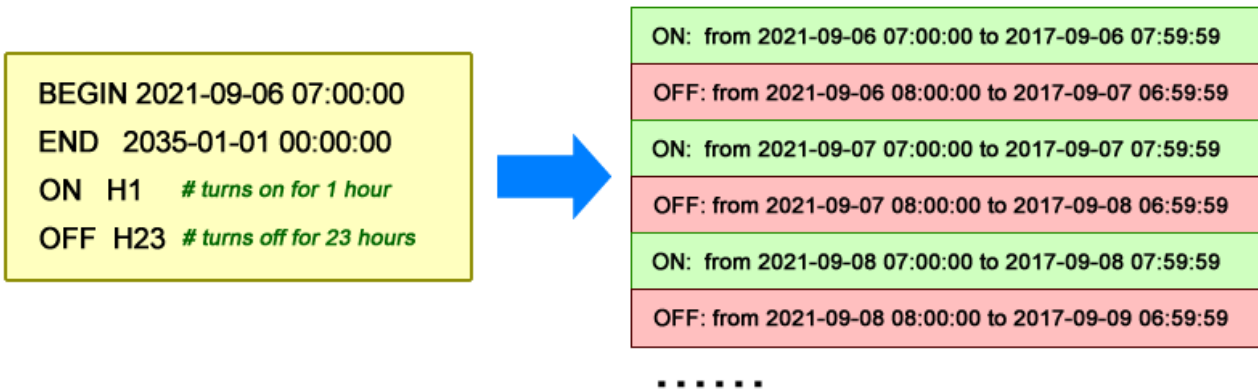 BEGIN 2021-09-06 07:00:00
END 2035-01-01 00:00:00
ON H1 # turns on for 1 hour
OFF H23 # turns off for 23 hours
ON: from 2021-09-06 07:00:00 to 2017-09-06 07:59:59
OFF: from 2021-09-06 08:00:00 to 2017-09-07 06:59:59
ON: from 2021-09-07 07:00:00 to 2017-09-07 07:59:59
OFF: from 2021-09-07 08:00:00 to 2017-09-08 06:59:59
ON: from 2021-09-08 07:00:00 to 2017-09-08 07:59:59
OFF: from 2021-09-08 08:00:00 to 2017-09-09 06:59:59
......